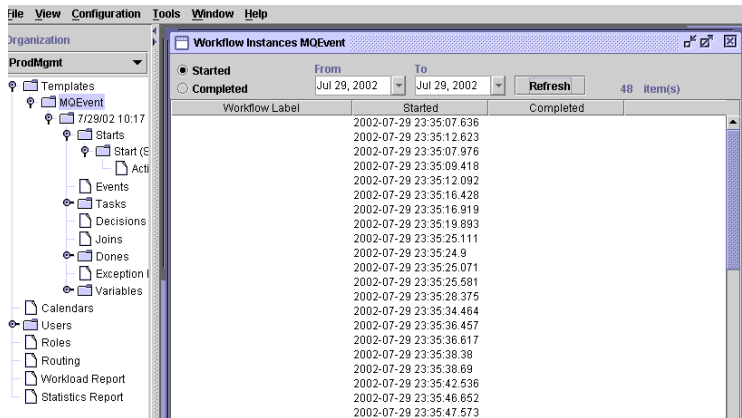 File View Configuration Tools Window Help
Organization
ProdMgmt
Templates
MQEvent
7/29/02 10:17
Starts
Start (S
Acti
Events
Tasks
Decisions
Joins
Dones
Exception
Variables
Calendars
Users
Roles
Routing
Workload Report
Statistics Report
Workflow Instances MQEvent
Started
Completed
From
Jul 29, 2002
To
Jul 29, 2002
Refresh
48 item(s)
Workflow Label Started Completed
2002-07-29 23:35:07.636
2002-07-29 23:35:12.623
2002-07-29 23:35:07.976
2002-07-29 23:35:09.418
2002-07-29 23:35:12.092
2002-07-29 23:35:16.428
2002-07-29 23:35:16.919
2002-07-29 23:35:19.893
2002-07-29 23:35:25.111
2002-07-29 23:35:24.9
2002-07-29 23:35:25.071
2002-07-29 23:35:25.581
2002-07-29 23:35:28.375
2002-07-29 23:35:34.464
2002-07-29 23:35:36.457
2002-07-29 23:35:36.617
2002-07-29 23:35:38.38
2002-07-29 23:35:38.69
2002-07-29 23:35:42.536
2002-07-29 23:35:46.652
2002-07-29 23:35:47.573